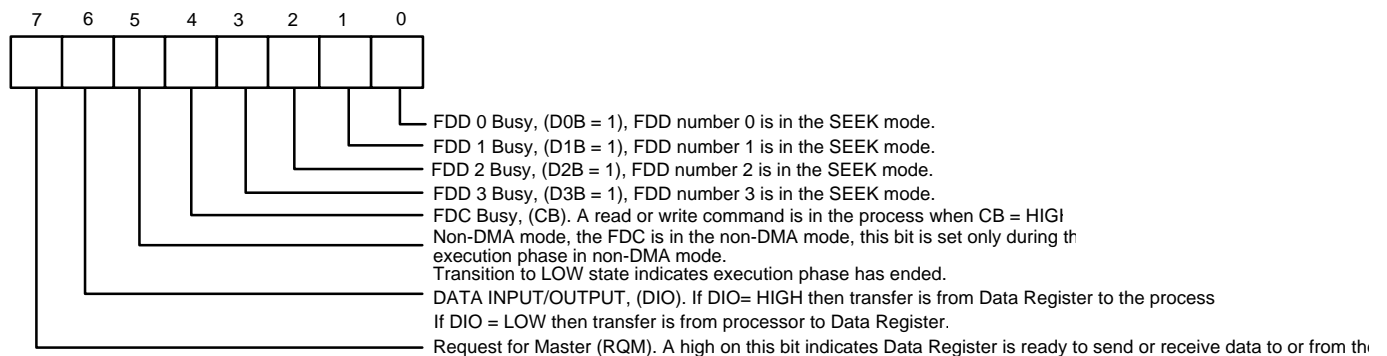 7 6 5 4 3 2 1 0
FDD 0 Busy, (D0B = 1), FDD number 0 is in the SEEK mode.
FDD 1 Busy, (D1B = 1), FDD number 1 is in the SEEK mode.
FDD 2 Busy, (D2B = 1), FDD number 2 is in the SEEK mode.
FDD 3 Busy, (D3B = 1), FDD number 3 is in the SEEK mode.
FDC Busy, (CB). A read or write command is in the process when CB =
Non-DMA mode, the FDC is in the non-DMA mode, this bit is set only during
execution phase in non-DMA mode.
Transition to LOW state indicates execution phase has ended.
DATA INPUT/OUTPUT, (DIO). If DIO= HIGH then transfer is from Data Register to the process
If DIO = LOW then transfer is from processor to Data Register.
Request for Master (RQM). A high on this bit indicates Data Register is ready to send or receive data to or from